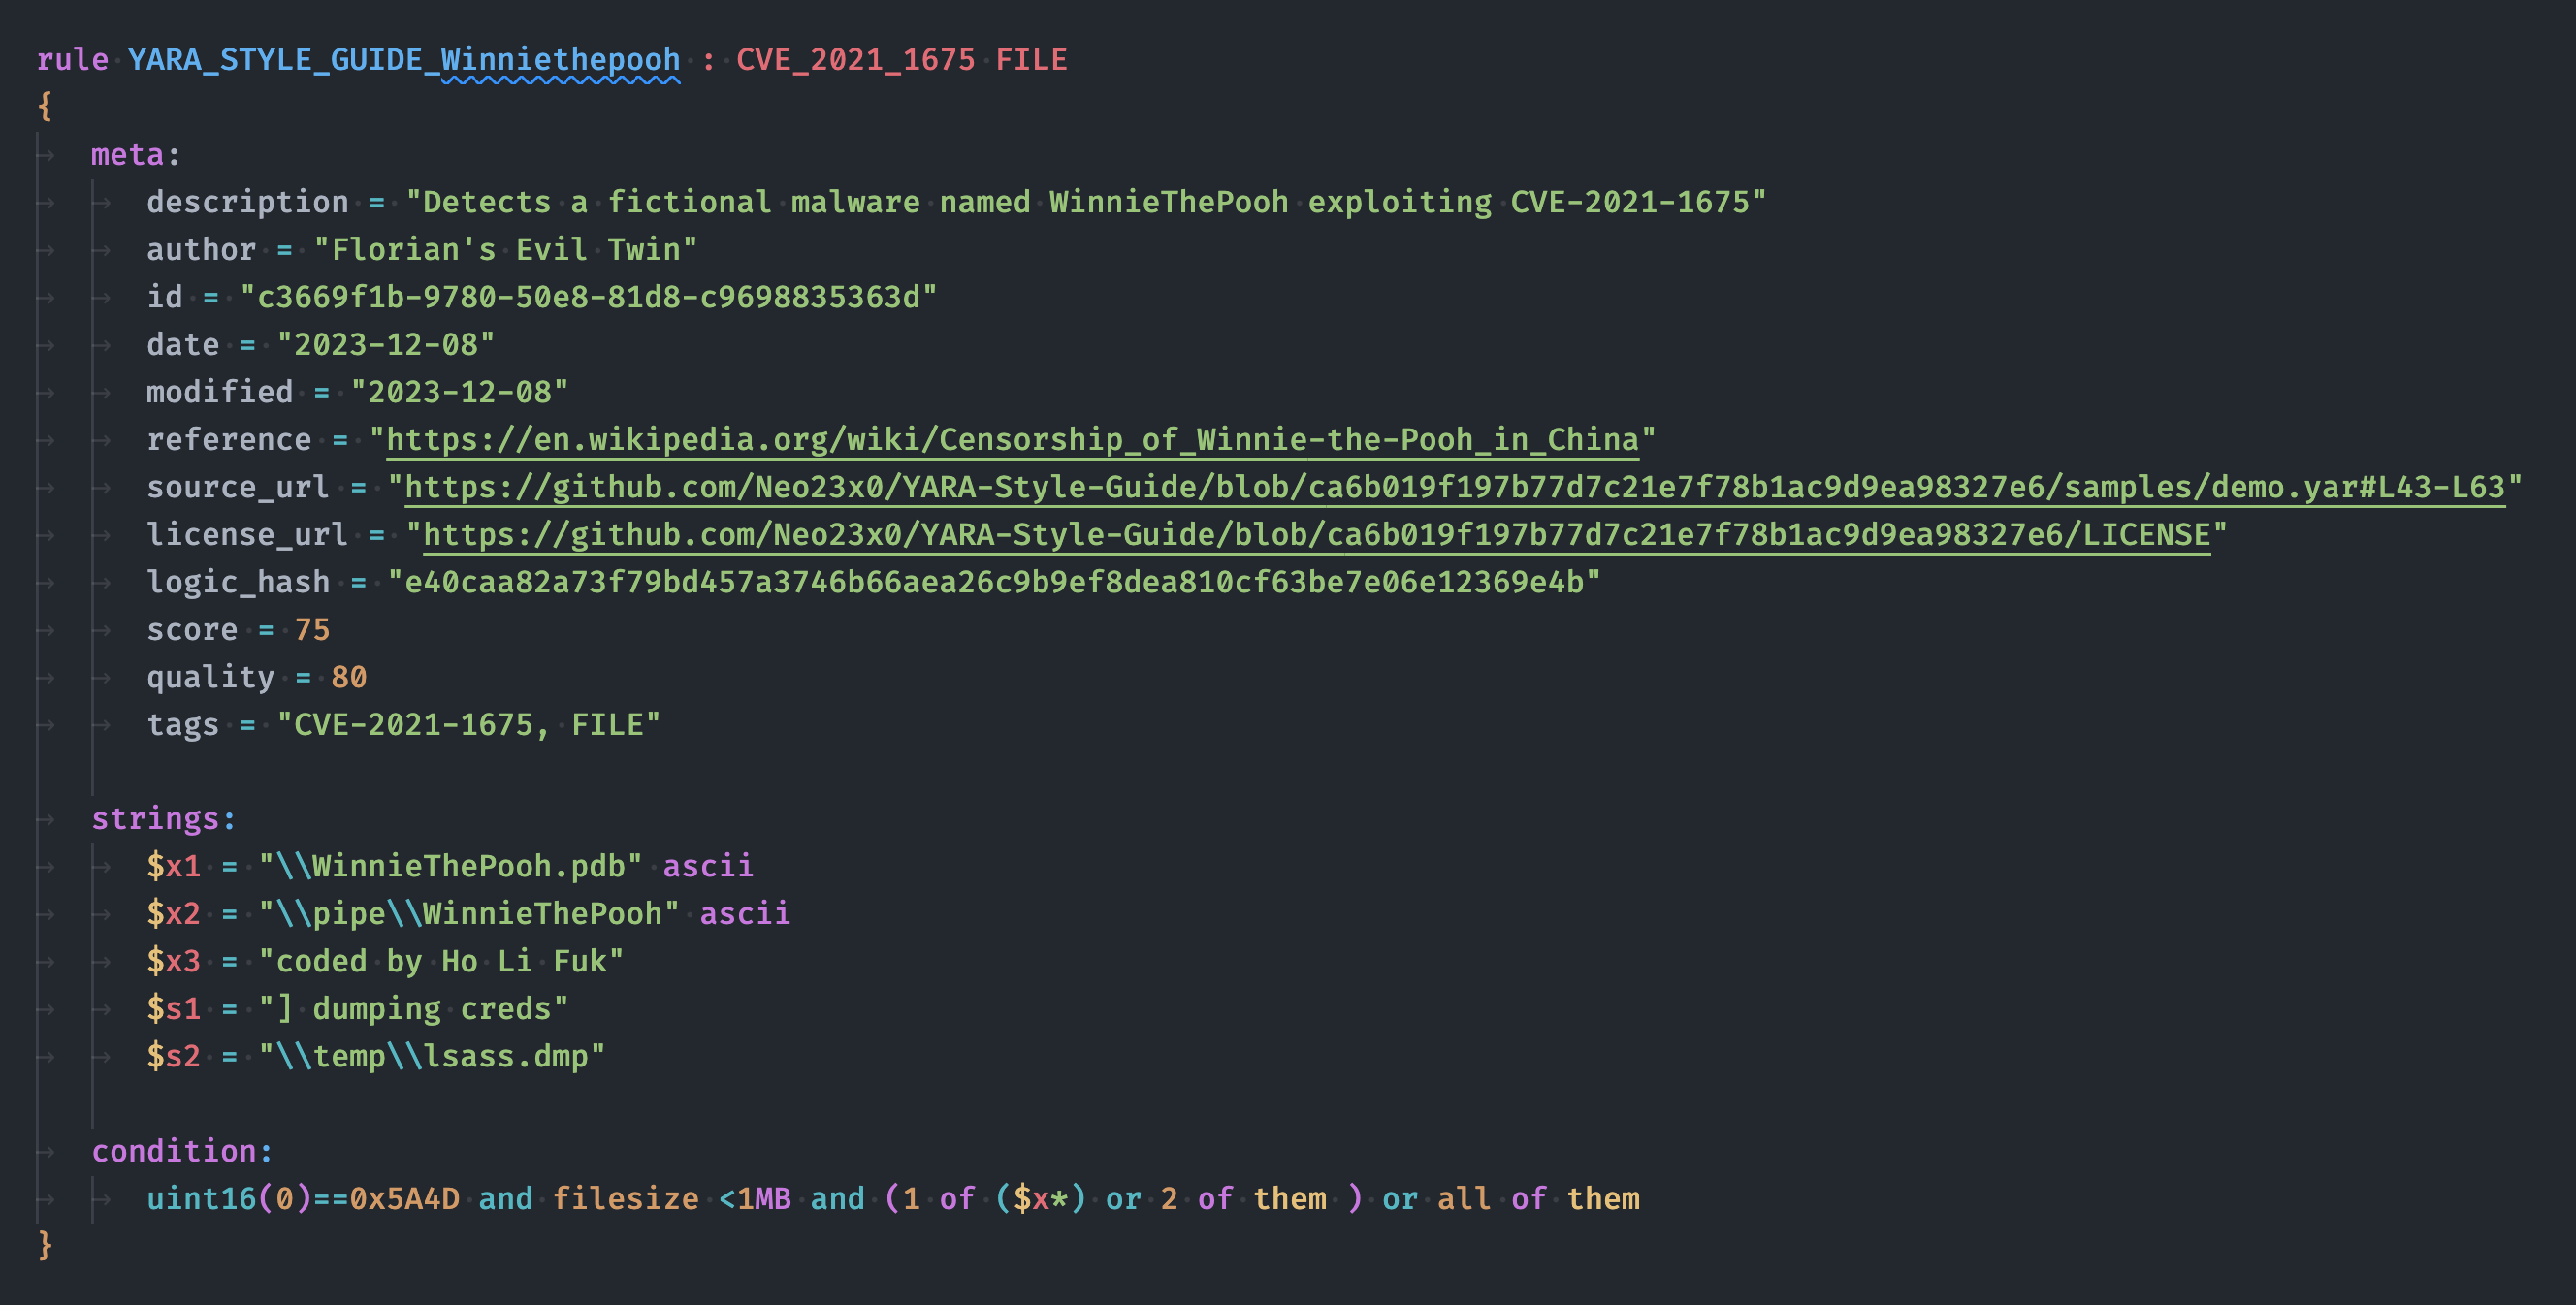 rule YARA_STYLE_GUIDE_Winniethepooh : CVE_2021_1675 FILE
{
meta:
description = "Detects a fictional malware named WinnieThePooh exploiting CVE-2021-1675"
author = "Florian's Evil Twin"
id = "c3669f1b-9780-50e8-81d8-c9698835363d"
date = "2023-12-08"
modified = "2023-12-08"
reference = "https://en.wikipedia.org/wiki/Censorship_of_Winnie-the-Pooh_in_China"
source_url = "https://github.com/Neo23x0/YARA-Style-Guide/blob/ca6b019f197b77d7c21e7f78b1ac9d9ea98327e6/samples/demo.yar#L43-L63"
license_url = "https://github.com/Neo23x0/YARA-Style-Guide/blob/ca6b019f197b77d7c21e7f78b1ac9d9ea98327e6/LICENSE"
logic_hash = "e40caa82a73f79bd457a3746b66aea26c9b9ef8dea810cf63be7e06e12369e4b"
score = 75
quality = 80
tags = "CVE-2021-1675, FILE"
strings:
$x1 = "\\WinnieThePooh.pdb" ascii
$x2 = "\\pipe\\WinnieThePooh" ascii
$x3 = "coded by Ho Li Fuk"
$s1 = "] dumping creds"
$s2 = "\\temp\\lsass.dmp"
condition:
uint16(0)==0x5A4D and filesize <1MB and (1 of ($x*) or 2 of them ) or all of them
}